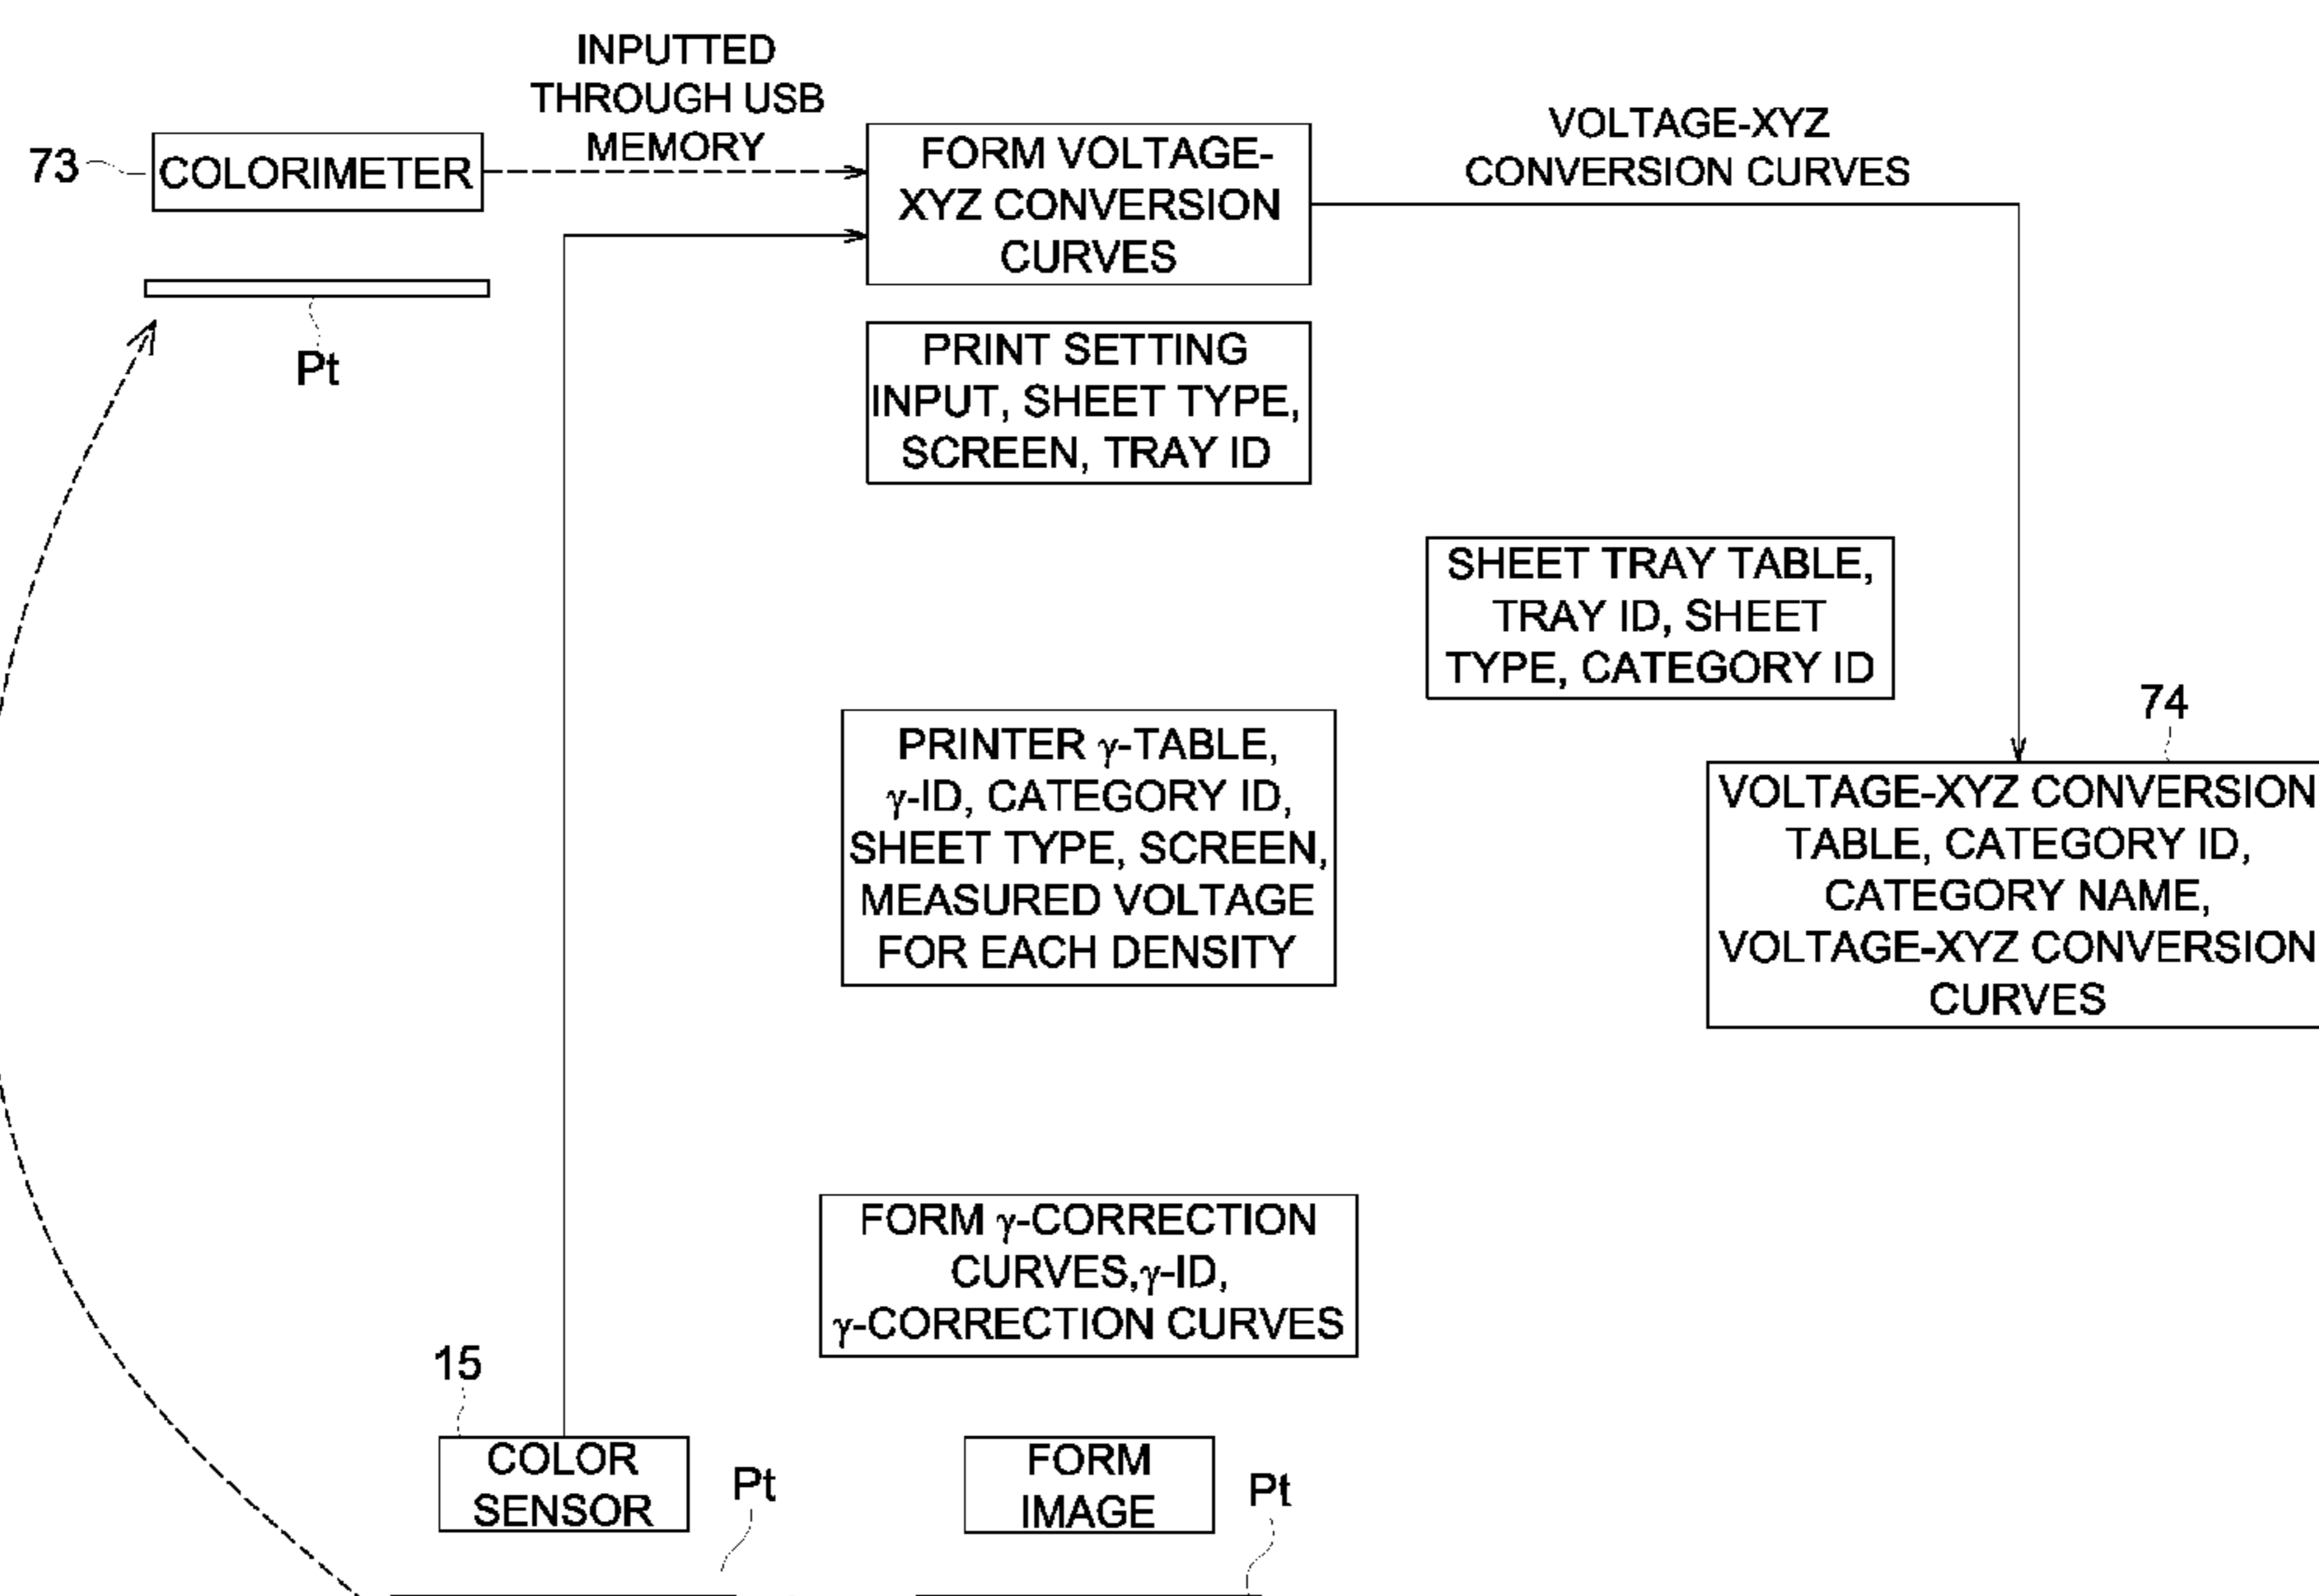 INPUTTED
THROUGH USB
MEMORY
73
COLORIMETER
FORM VOLTAGE-
XYZ CONVERSION
CURVES
VOLTAGE-XYZ
CONVERSION CURVES
Pt
PRINT SETTING
INPUT, SHEET TYPE,
SCREEN, TRAY ID
SHEET TRAY TABLE,
TRAY ID, SHEET
TYPE, CATEGORY ID
PRINTER γ-TABLE,
γ-ID, CATEGORY ID,
SHEET TYPE, SCREEN,
MEASURED VOLTAGE
FOR EACH DENSITY
74
VOLTAGE-XYZ CONVERSION
TABLE, CATEGORY ID,
CATEGORY NAME,
VOLTAGE-XYZ CONVERSION
CURVES
FORM γ-CORRECTION
CURVES,γ-ID,
γ-CORRECTION CURVES
15
COLOR
SENSOR
Pt
FORM
IMAGE
Pt